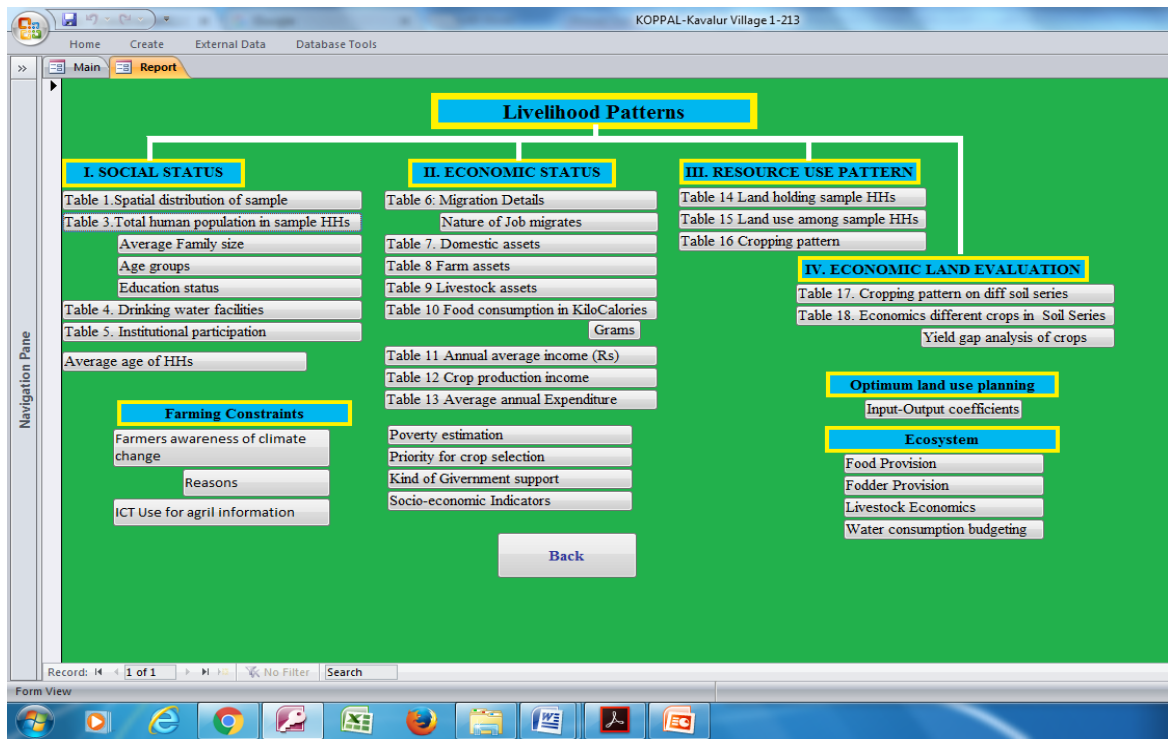 KOPPAL-Kavalur Village 1-213
Home Create External Data Database Tools
Main Report
Navigation Pane
Livelihood Patterns
I. SOCIAL STATUS
Table 1.Spatial distribution of sample
Table 3.Total human population in sample HHs
Average Family size
Age groups
Education status
Table 4. Drinking water facilities
Table 5. Institutional participation
Average age of HHs
Farming Constraints
Farmers awareness of climate
change
Reasons
ICT Use for agril information
II. ECONOMIC STATUS
Table 6: Migration Details
Nature of Job migrates
Table 7. Domestic assets
Table 8 Farm assets
Table 9 Livestock assets
Table 10 Food consumption in KiloCalories
Grams
Table 11 Annual average income (Rs)
Table 12 Crop production income
Table 13 Average annual Expenditure
Poverty estimation
Priority for crop selection
Kind of Givernment support
Socio-economic Indicators
Back
III. RESOURCE USE PATTERN
Table 14 Land holding sample HHs
Table 15 Land use among sample HHs
Table 16 Cropping pattern
IV. ECONOMIC LAND EVALUATION
Table 17. Cropping pattern on diff soil series
Table 18. Economics different crops in Soil Series
Yield gap analysis of crops
Optimum land use planning
Input-Output coefficients
Ecosystem
Food Provision
Fodder Provision
Livestock Economics
Water consumption budgeting
Record: 1 of 1 No Filter Search
Form View